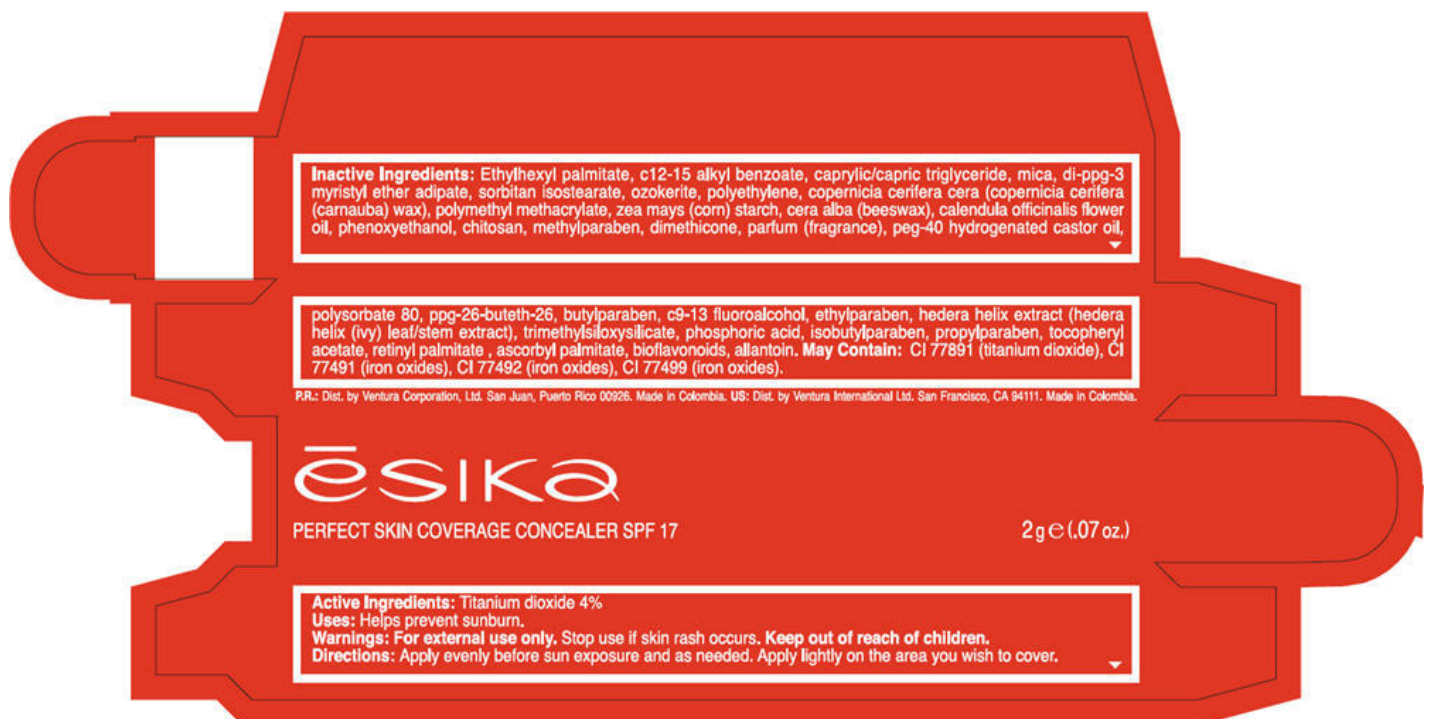 Inactive Ingredients: Ethylhexyl palmitate, c12-15 alkyl benzoate, caprylic/capric triglyceride, mica, di-ppg-3
myristyl ether adipate, sorbitan isostearate, ozokerite, polyethylene, copernicia cerifera cera (copernicia cerifera
(carnauba) wax), polymethyl methacrylate, zea mays (corn) starch, cera alba (beeswax), calendula officinalis flower
oil, phenoxyethanol, chitosan, methylparaben, dimethicone, parfum (fragrance), peg-40 hydrogenated castor oil,
polysorbate 80, ppg-26-buteth-26, butylparaben, c9-13 fluoroalcohol, ethylparaben, hedera helix extract (hedera
helix (ivy) leaf/stem extract), trimethylsiloxysilicate, phosphoric acid, isobutylparaben, propylparaben, tocopheryl
acetate, retinyl palmitate , ascorbyl palmitate, bioflavonoids, allantoin. May Contain: CI 77891 (titanium dioxide), CI
77491 (iron oxides), CI 77492 (iron oxides), CI 77499 (iron oxides).
P.R.: Dist. by Ventura Corporation, Ltd. San Juan, Puerto Rico 00926. Made in Colombia. US: Dist. by Ventura International Ltd. San Francisco, CA 94111. Made in Colombia.
ēsika
PERFECT SKIN COVERAGE CONCEALER SPF 17 2 g ℮ (.07 oz.)
Active Ingredients: Titanium dioxide 4%
Uses: Helps prevent sunburn.
Warnings: For external use only. Stop use if skin rash occurs. Keep out of reach of children.
Directions: Apply evenly before sun exposure and as needed. Apply lightly on the area you wish to cover.